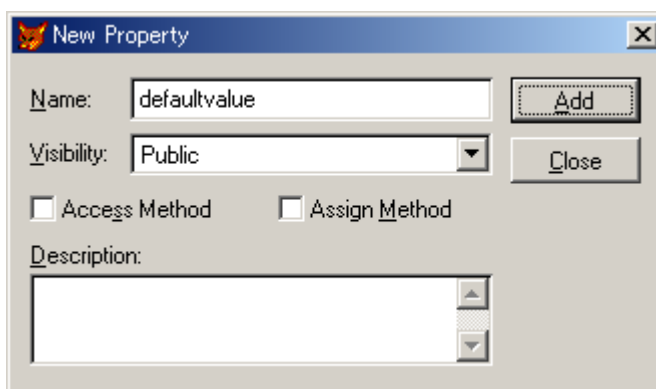 New Property
Name: defaultvalue Add
Visibility: Public Close
Access Method Assign Method
Description: